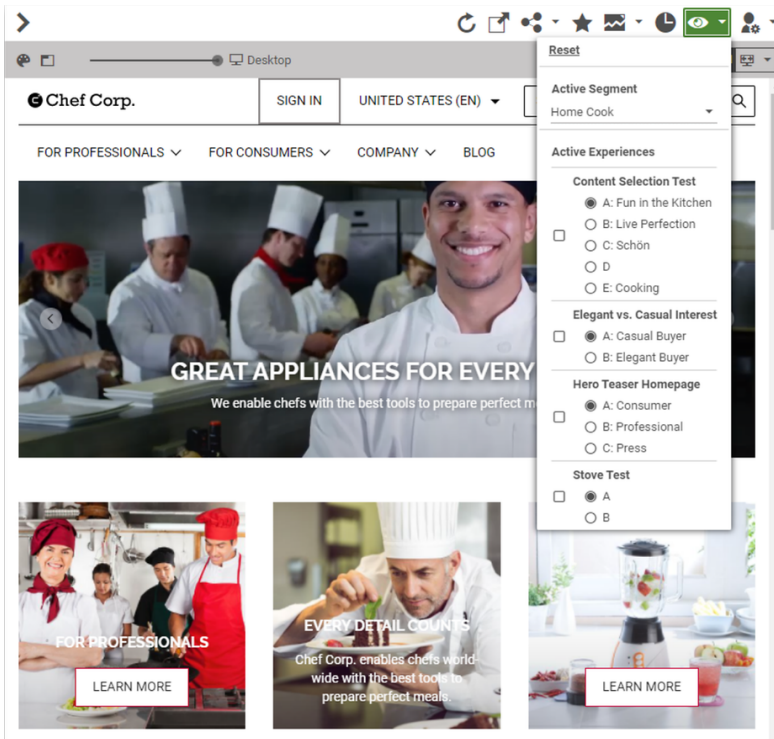 Desktop
Reset
Chef Corp.
SIGN IN
UNITED STATES (EN)
Active Segment
Home Cook
FOR PROFESSIONALS
FOR CONSUMERS
COMPANY
BLOG
Active Experiences
Content Selection Test
A: Fun in the Kitchen
B: Live Perfection
C: Schön
D
E: Cooking
Elegant vs. Casual Interest
A: Casual Buyer
B: Elegant Buyer
Hero Teaser Homepage
A: Consumer
B: Professional
C: Press
Stove Test
A
B
GREAT APPLIANCES FOR EVERY
We enable chefs with the best tools to prepare perfect
FOR PROFESSIONALS
LEARN MORE
EVERY DETAIL COUNTS
Chef Corp. enables chefs world-
wide with the best tools to
prepare perfect meals.
LEARN MORE